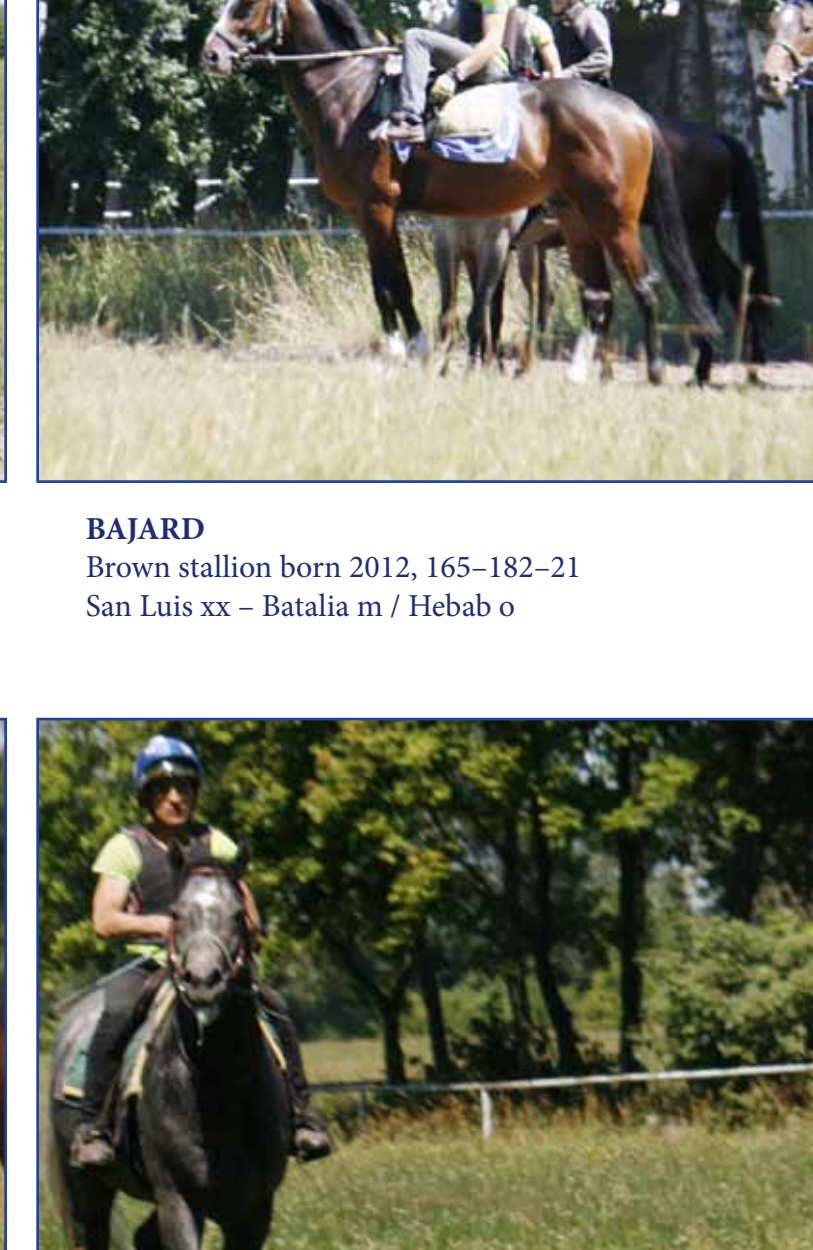 BAJARD
Brown stallion born 2012, 165–182–21
San Luis xx – Batalia m / Hebab o